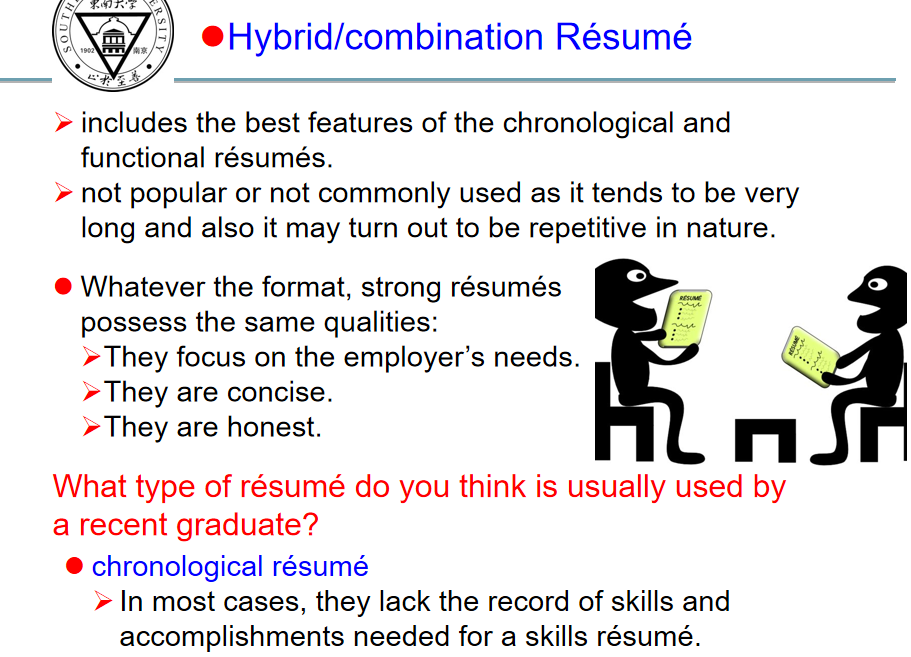 東南大学
SOUTH ERSITY
1902 南京
心於至善
Hybrid/combination Résumé
includes the best features of the chronological and
functional résumés.
not popular or not commonly used as it tends to be very
long and also it may turn out to be repetitive in nature.
Whatever the format, strong résumés
possess the same qualities:
They focus on the employer’s needs.
They are concise.
They are honest.
RÉSUMÉ
RÉSUMÉ
What type of résumé do you think is usually used by
a recent graduate?
chronological résumé
In most cases, they lack the record of skills and
accomplishments needed for a skills résumé.